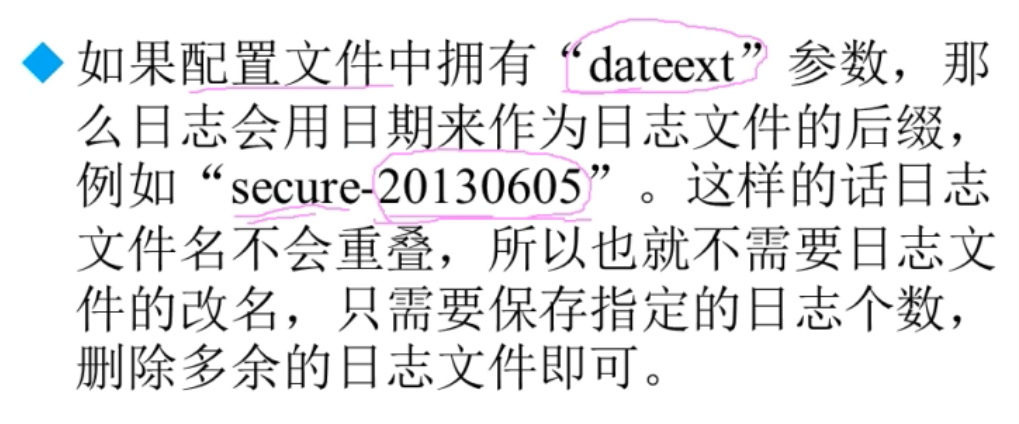 如果配置文件中拥有“dateext”参数，那
么日志会用日期来作为日志文件的后缀，
例如“secure-20130605”。这样的话日志
文件名不会重叠，所以也就不需要日志文
件的改名，只需要保存指定的日志个数，
删除多余的日志文件即可。